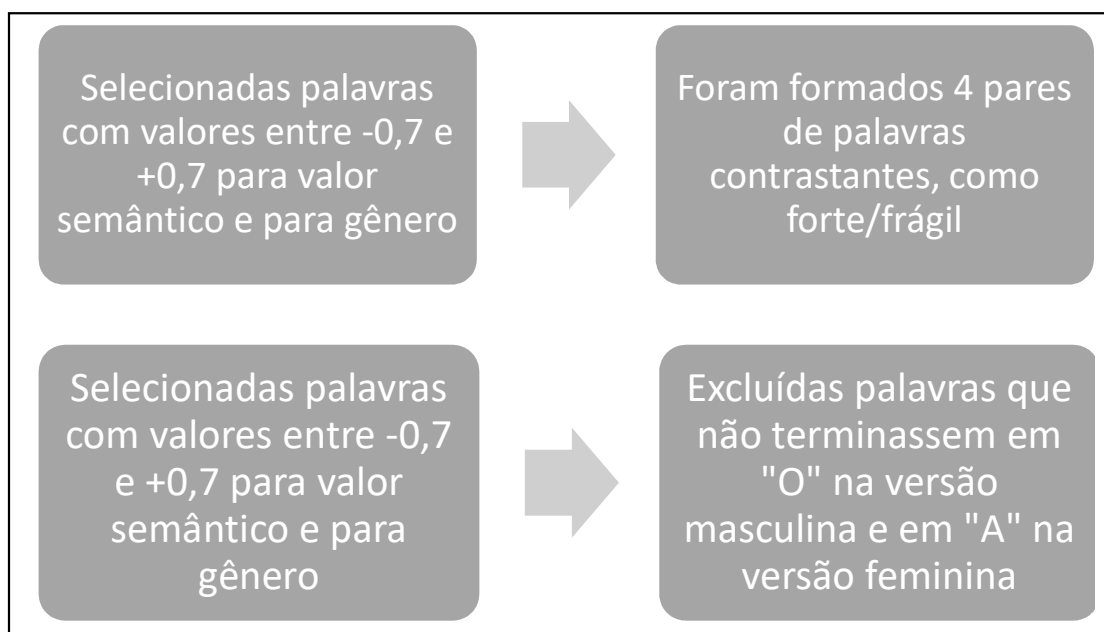 Selecionadas palavras
com valores entre -0,7 e
+0,7 para valor
semântico e para gênero
Foram formados 4 pares
de palavras
contrastantes, como
forte/frágil
Selecionadas palavras
com valores entre -0,7
e +0,7 para valor
semântico e para
gênero
Excluídas palavras que
não terminassem em
"O" na versão
masculina e em "A" na
versão feminina